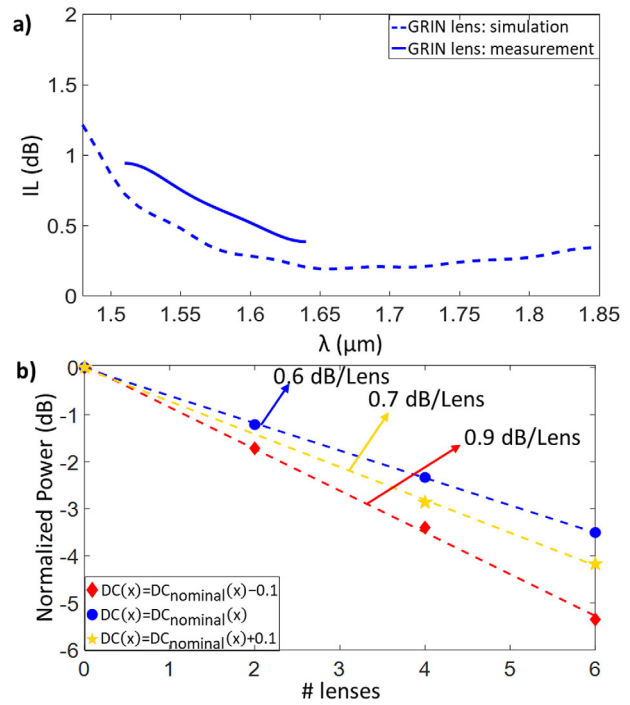 a)
2
GRIN lens: simulation
GRIN lens: measurement
1.5
1
0.5
0
IL (dB)
1.5 1.55 1.6 1.65 1.7 1.75 1.8 1.85
λ (µm)
b)
0
0.6 dB/Lens
-1
0.7 dB/Lens
-2
0.9 dB/Lens
-3
-4
-5
-6
Normalized Power (dB)
DC(x)=DCnominal(x)−0.1
DC(x)=DCnominal(x)
DC(x)=DCnominal(x)+0.1
0 1 2 3 4 5 6
# lenses